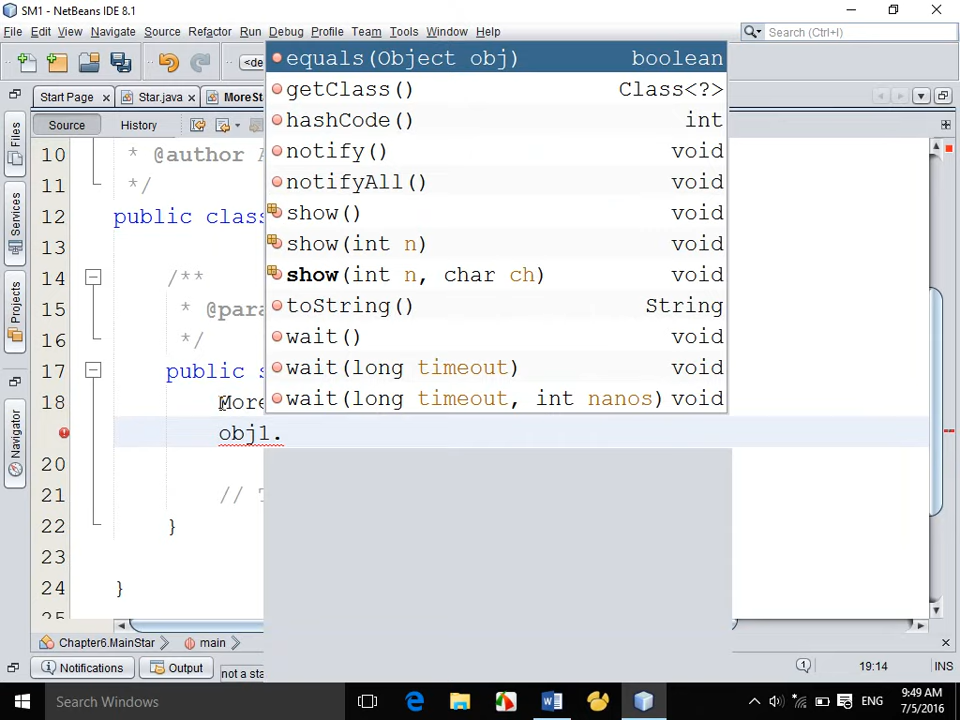 SM1 - NetBeans IDE 8.1
File Edit View Navigate Source Refactor Run Debug Profile Team Tools Window Help
Search (Ctrl+I)
<de
Start Page
Star.java
MoreSt
Source History
Files
Services
Projects
Navigator
10 * @author
11 */
12 public class
13
14 /**
15 * @para
16 */
17 public s
18 More
obj1.
20
21 // T
22 }
23
24 }
25
equals(Object obj) boolean
getClass() Class<?>
hashCode() int
notify() void
notifyAll() void
show() void
show(int n) void
show(int n, char ch) void
toString() String
wait() void
wait(long timeout) void
wait(long timeout, int nanos) void
Chapter6.MainStar main
Notifications Output not a sta
1 19:14 INS
Search Windows
ENG
9:49 AM
7/5/2016